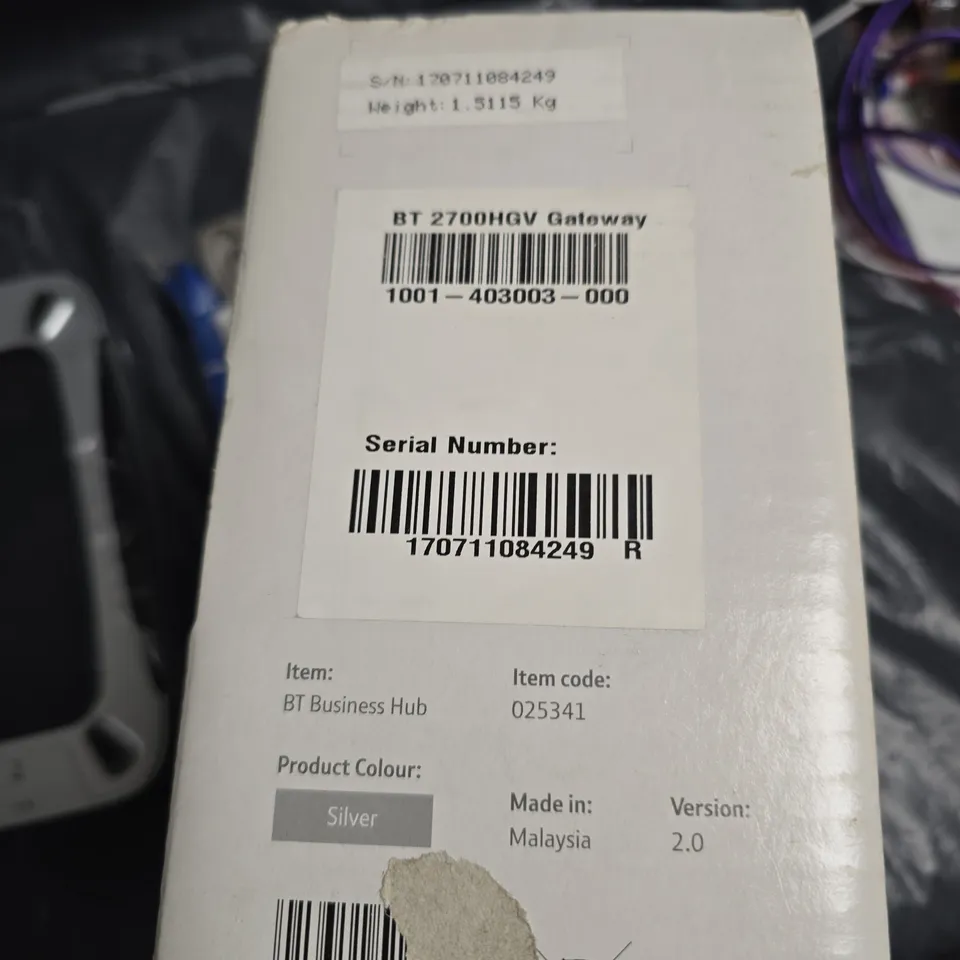 S/N:170711084249
Weight:1.5115 Kg
BT 2700HGV Gateway
1001-403003-000
Serial Number:
170711084249 R
Item:
BT Business Hub
Item code:
025341
Product Colour:
Silver
Made in:
Malaysia
Version:
2.0